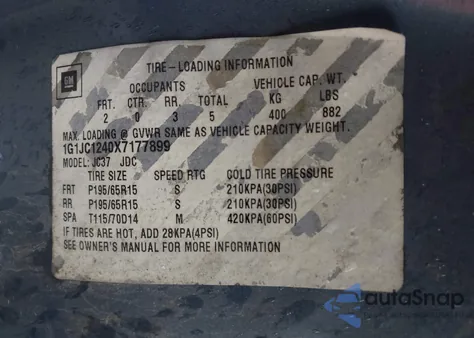 GM
TIRE-LOADING INFORMATION
OCCUPANTS VEHICLE CAP. WT.
FRT. CTR. RR. TOTAL KG LBS
2 0 3 5 400 882
MAX. LOADING @ GVWR SAME AS VEHICLE CAPACITY WEIGHT.
1G1JC1240X7177899
MODEL: JC37 JDC
TIRE SIZE SPEED RTG COLD TIRE PRESSURE
FRT P195/65R15 S 210KPA(30PSI)
RR P195/65R15 S 210KPA(30PSI)
SPA T115/70D14 M 420KPA(60PSI)
IF TIRES ARE HOT, ADD 28KPA(4PSI)
SEE OWNER'S MANUAL FOR MORE INFORMATION
autoSnap